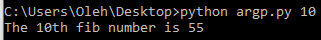 C:\Users\Oleh\Desktop>python argp.py 10
The 10th fib number is 55